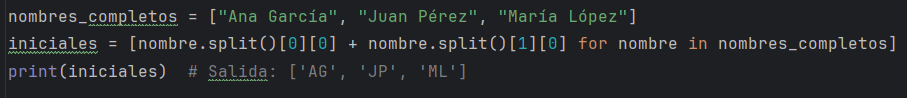 nombres_completos = ["Ana García", "Juan Pérez", "María López"]
iniciales = [nombre.split()[0][0] + nombre.split()[1][0] for nombre in nombres_completos]
print(iniciales)  # Salida: ['AG', 'JP', 'ML']